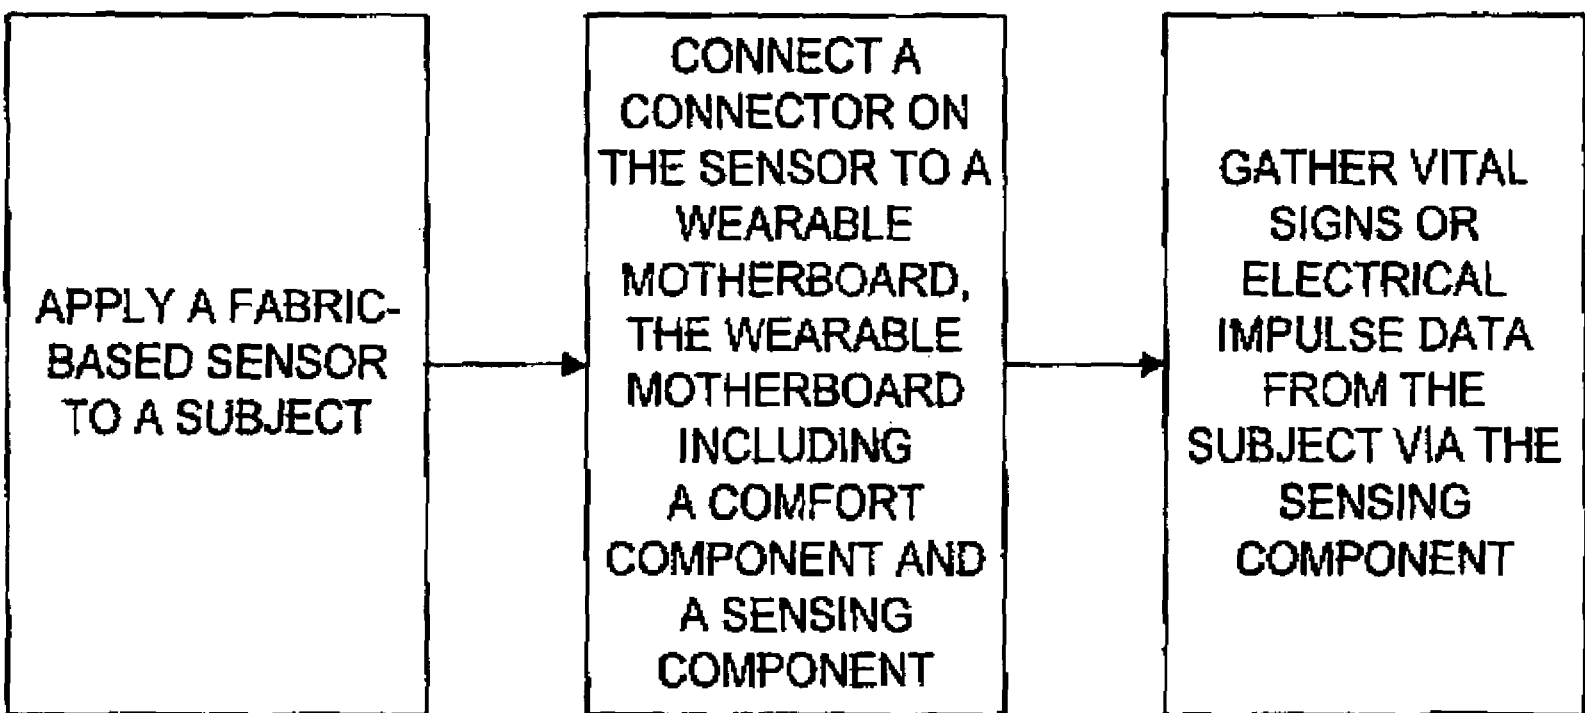 APPLY A FABRIC-
BASED SENSOR
TO A SUBJECT
CONNECT A
CONNECTOR ON
THE SENSOR TO A
WEARABLE
MOTHERBOARD,
THE WEARABLE
MOTHERBOARD
INCLUDING
A COMFORT
COMPONENT AND
A SENSING
COMPONENT
GATHER VITAL
SIGNS OR
ELECTRICAL
IMPULSE DATA
FROM THE
SUBJECT VIA THE
SENSING
COMPONENT